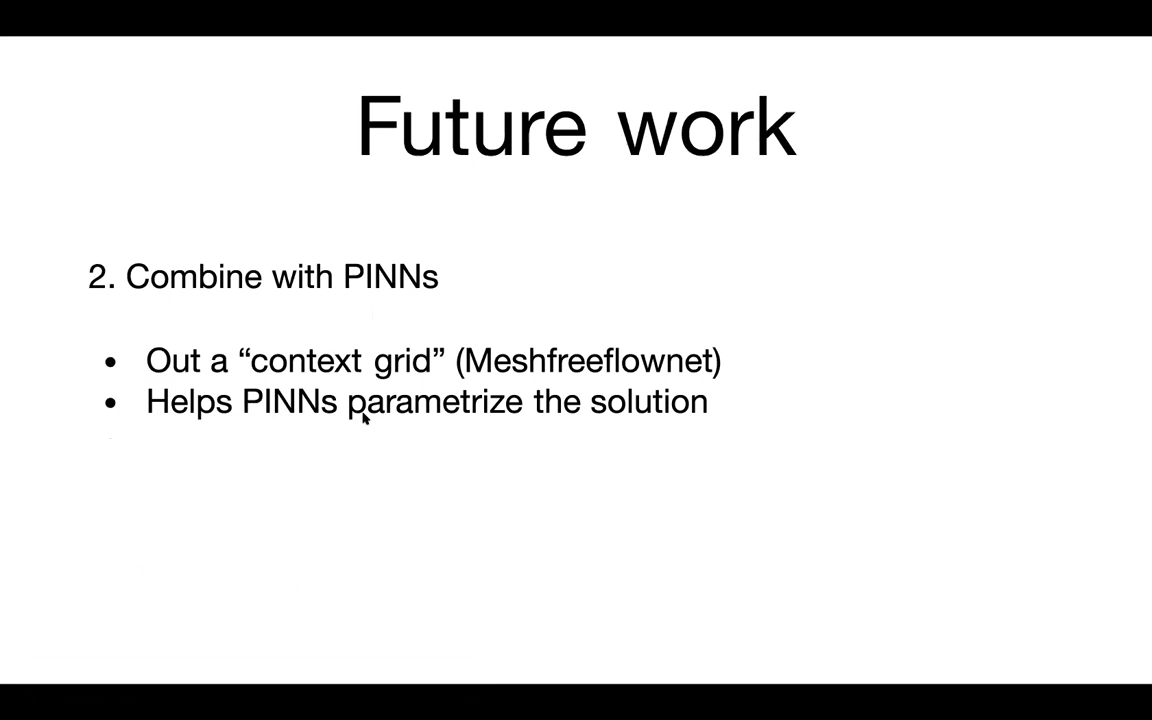 Future work
2. Combine with PINNs
• Out a “context grid” (Meshfreeflownet)
• Helps PINNs parametrize the solution